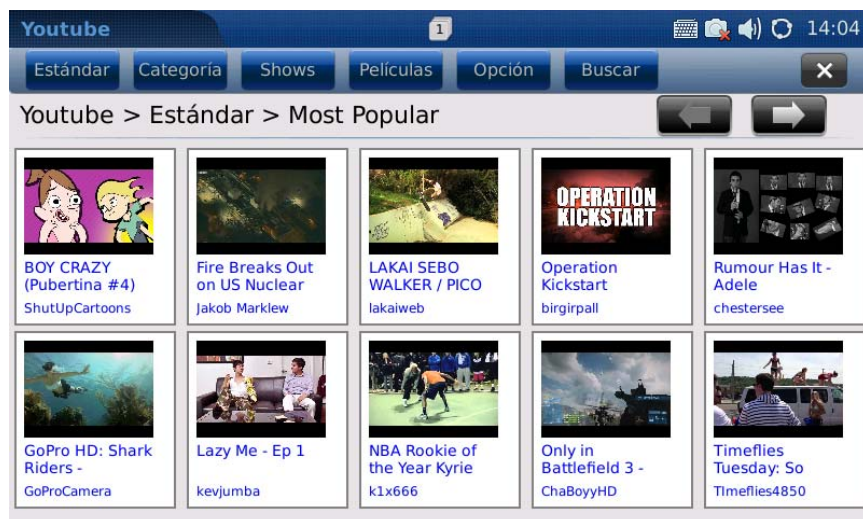 Youtube
1
14:04
Estándar Categoría Shows Películas Opción Buscar
Youtube > Estándar > Most Popular
BOY CRAZY
(Pubertina #4)
ShutUpCartoons
Fire Breaks Out
on US Nuclear
Jakob Marklew
LAKAI SEBO
WALKER / PICO
lakaiweb
OPERATION
KICKSTART
Operation
Kickstart
birgirpall
Rumour Has It -
Adele
chestersee
GoPro HD: Shark
Riders -
GoProCamera
Lazy Me - Ep 1
kevjumba
NBA Rookie of
the Year Kyrie
k1x666
Only in
Battlefield 3 -
ChaBoyyHD
Timeflies
Tuesday: So
TImeflies4850